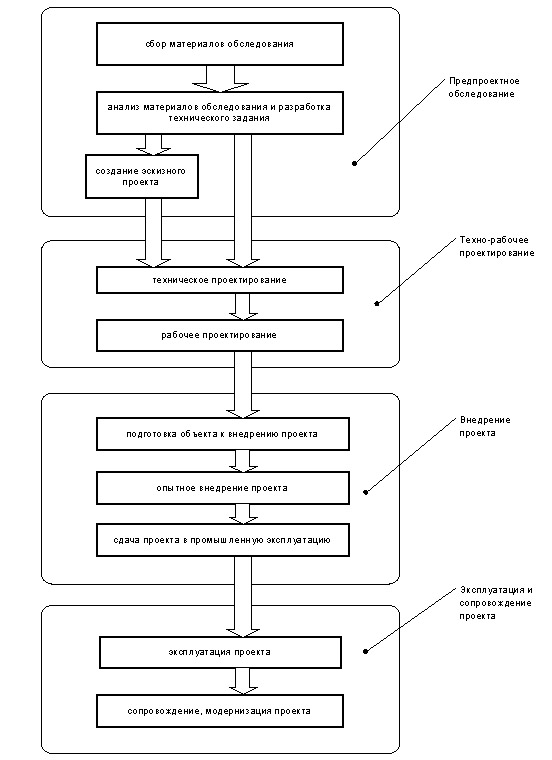 сбор материалов обследования
анализ материалов обследования и разработка
технического задания
Предпроектное
обследование
создание эскизного
проекта
Техно-рабочее
проектирование
техническое проектирование
рабочее проектирование
Внедрение
проекта
подготовка объекта к внедрению проекта
опытное внедрение проекта
сдача проекта в промышленную эксплуатацию
Эксплуатация и
сопровождение
проекта
эксплуатация проекта
сопровождение, модернизация проекта